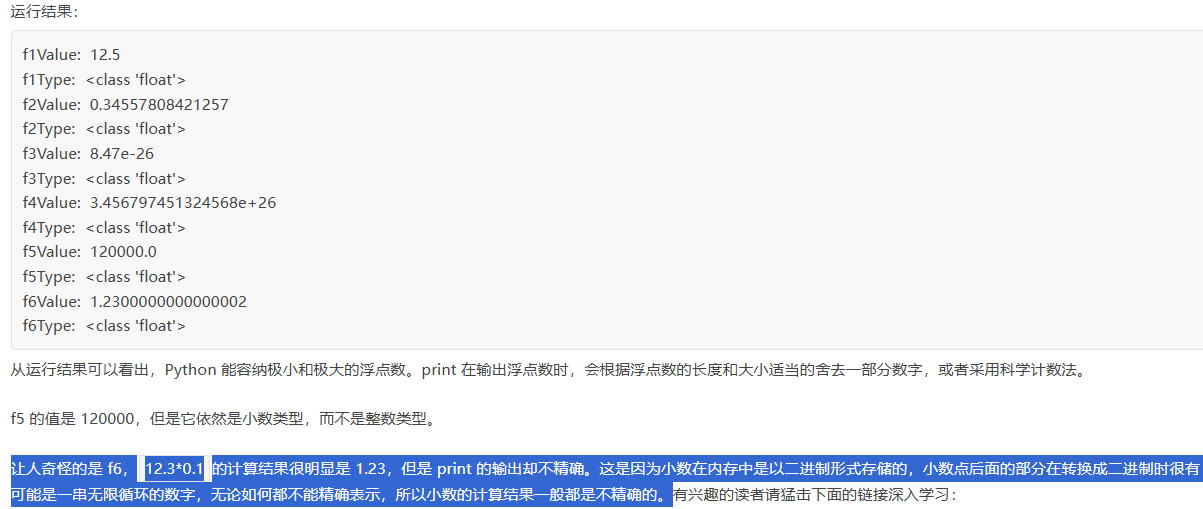 运行结果：
f1Value:  12.5
f1Type:  <class 'float'>
f2Value:  0.34557808421257
f2Type:  <class 'float'>
f3Value:  8.47e-26
f3Type:  <class 'float'>
f4Value:  3.456797451324568e+26
f4Type:  <class 'float'>
f5Value:  120000.0
f5Type:  <class 'float'>
f6Value:  1.2300000000000002
f6Type:  <class 'float'>
从运行结果可以看出，Python 能容纳极小和极大的浮点数。print 在输出浮点数时，会根据浮点数的长度和大小适当的舍去一部分数字，或者采用科学计数法。
f5 的值是 120000，但是它依然是小数类型，而不是整数类型。
让人奇怪的是 f6，12.3*0.1的计算结果很明显是 1.23，但是 print 的输出却不精确。这是因为小数在内存中是以二进制形式存储的，小数点后面的部分在转换成二进制时很有
可能是一串无限循环的数字，无论如何都不能精确表示，所以小数的计算结果一般都是不精确的。有兴趣的读者请猛击下面的链接深入学习：